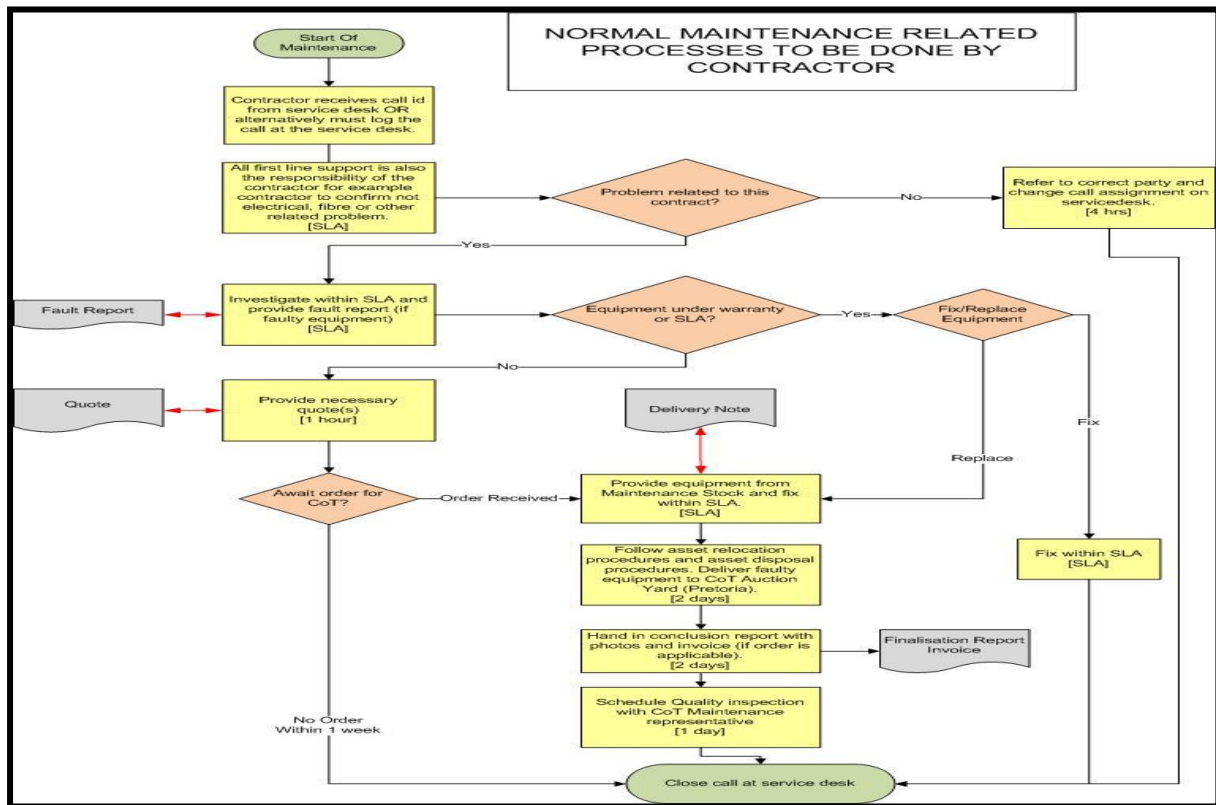 NORMAL MAINTENANCE RELATED
PROCESSES TO BE DONE BY
CONTRACTOR
Start Of
Maintenance
Contractor receives call id
from service desk OR
alternatively must log the
call at the service desk.
All first line support is also
the responsibility of the
contractor for example
contractor to confirm not
electrical, fibre or other
related problem.
[SLA]
Problem related to this
contract?
No
Refer to correct party and
change call assignment on
servicedesk.
[4 hrs]
Yes
Fault Report
Investigate within SLA and
provide fault report (if
faulty equipment)
[SLA]
Equipment under warranty
or SLA?
Yes
Fix/Replace
Equipment
No
Quote
Provide necessary
quote(s)
[1 hour]
Delivery Note
Fix
Replace
Await order for
CoT?
Order Received
Provide equipment from
Maintenance Stock and fix
within SLA.
[SLA]
Fix within SLA
[SLA]
Follow asset relocation
procedures and asset disposal
procedures. Deliver faulty
equipment to CoT Auction
Yard (Pretoria).
[2 days]
Hand in conclusion report with
photos and invoice (if order is
applicable).
[2 days]
Finalisation Report
Invoice
Schedule Quality inspection
with CoT Maintenance
representative
[1 day]
No Order
Within 1 week
Close call at service desk